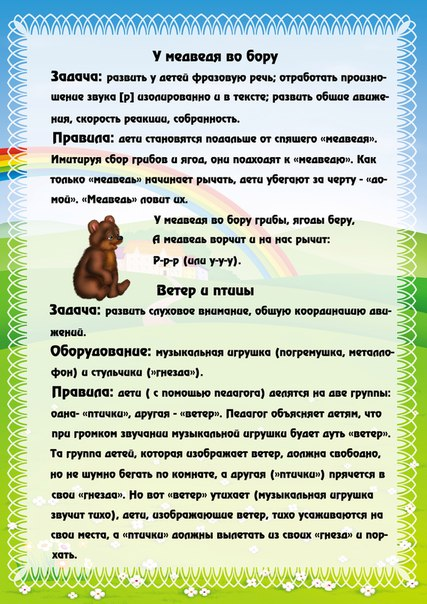 У медведя во бору
Задача: развить у детей фразовую речь; отработать произно-
шение звука [р] изолированно и в тексте; развить общие движе-
ния, скорость реакции, собранность.
Правила: дети становятся подальше от спящего «медведя».
Имитируя сбор грибов и ягод, они подходят к «медведю». Как
только «медведь» начинает рычать, дети убегают за черту - «до-
мой». «Медведь» ловит их.
У медведя во бору грибы, ягоды беру,
А медведь ворчит и на нас рычит:
Р-р-р (или у-у-у).
Ветер и птицы
Задача: развить слуховое внимание, общую координацию дви-
жений.
Оборудование: музыкальная игрушка (погремушка, металло-
фон) и стульчики («гнезда»).
Правила: дети ( с помощью педагога) делятся на две группы:
одна- «птички», другая - «ветер». Педагог объясняет детям, что
при громком звучании музыкальной игрушки будет дуть «ветер».
Та группа детей, которая изображает ветер, должна свободно,
но не шумно бегать по комнате, а другая («птички») прячется в
свои «гнезда». Но вот «ветер» утихает (музыкальная игрушка
звучит тихо), дети, изображающие ветер, тихо усаживаются на
свои места, а «птички» должны вылетать из своих «гнезд» и пор-
хать.